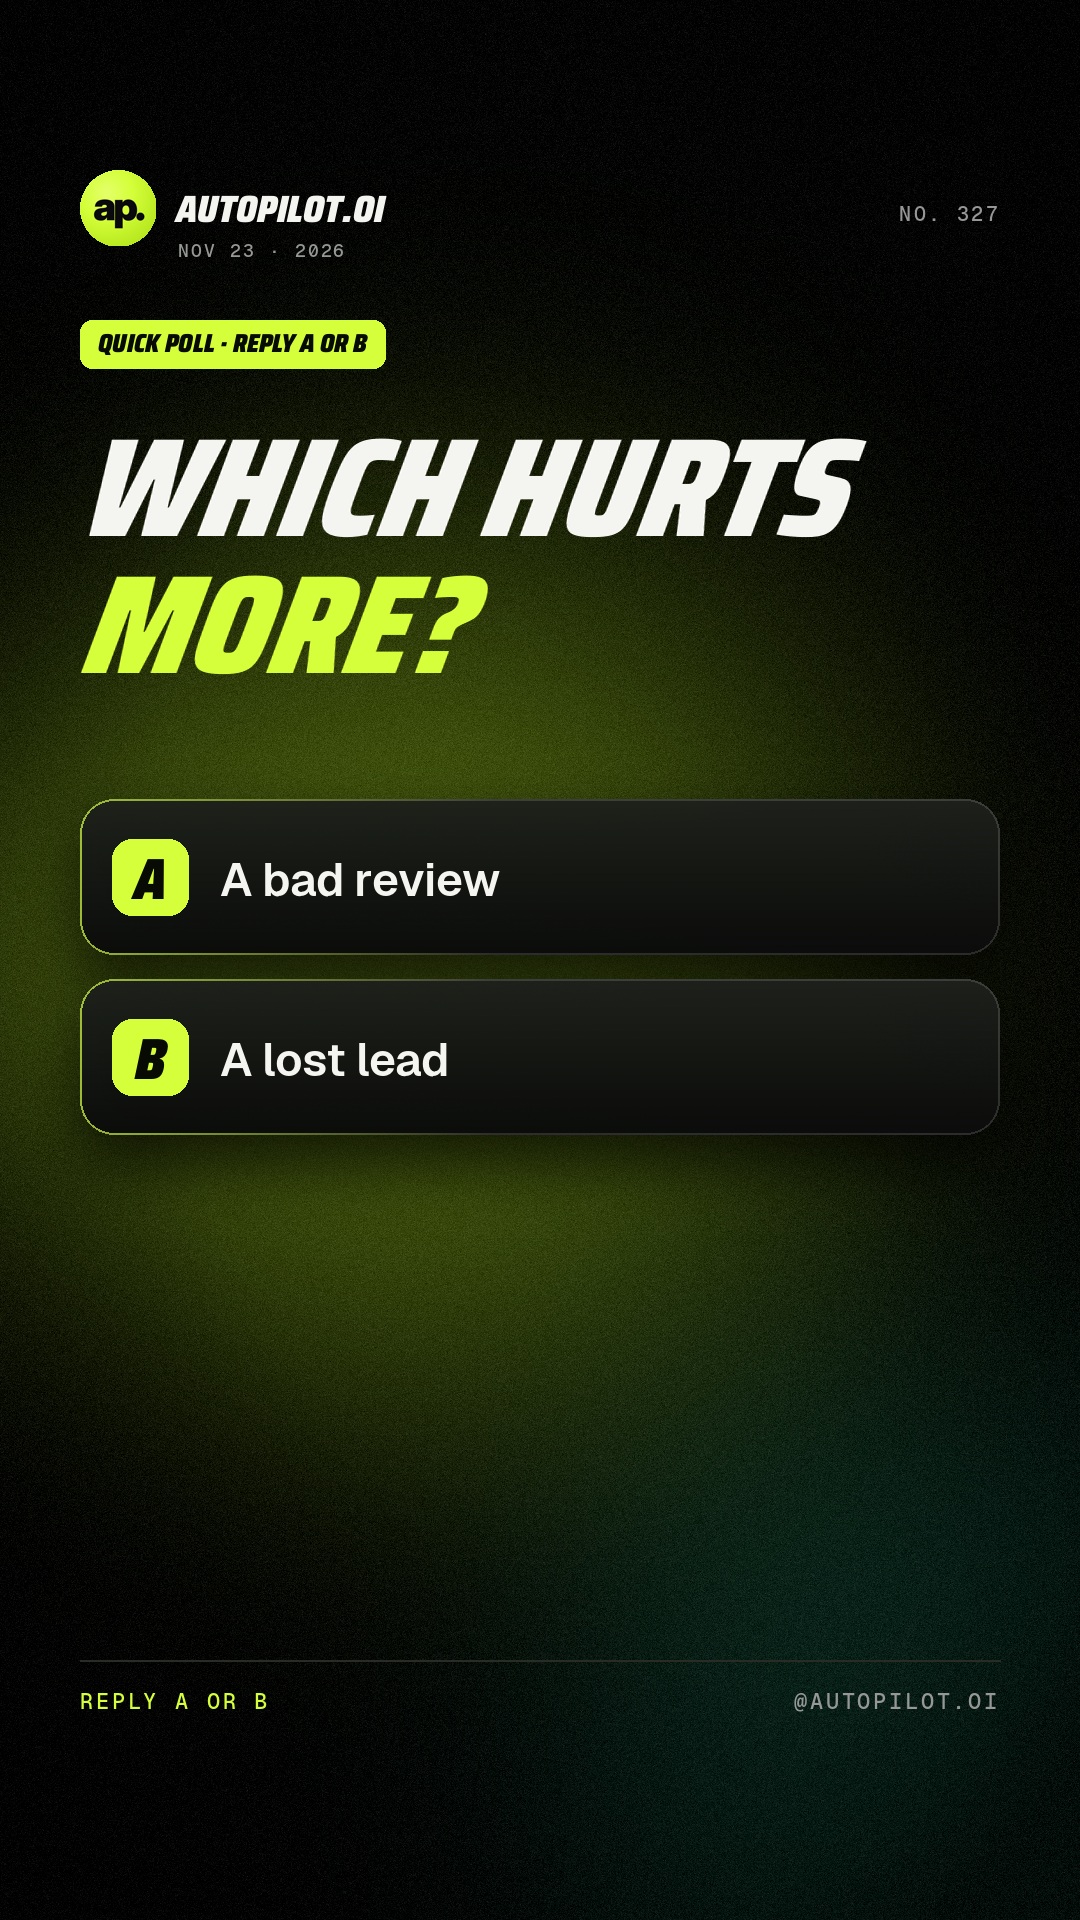 ap.
AUTOPILOT.OI
NO. 327
NOV 23 · 2026
QUICK POLL · REPLY A OR B
WHICH HURTS
MORE?
A A bad review
B A lost lead
REPLY A OR B
@AUTOPILOT.OI